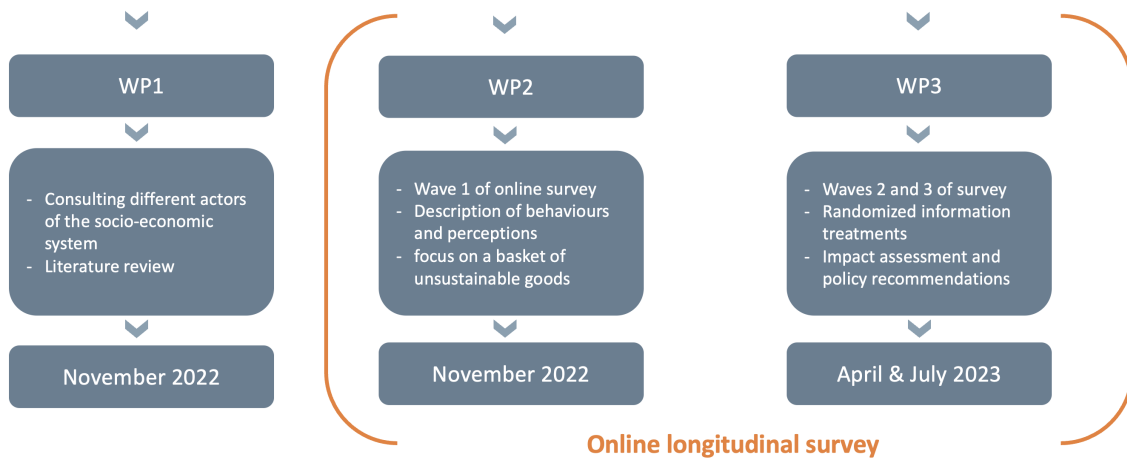 WP1
- Consulting different actors
of the socio-economic
system
- Literature review
November 2022
WP2
- Wave 1 of online survey
- Description of behaviours
and perceptions
- focus on a basket of
unsustainable goods
November 2022
WP3
- Waves 2 and 3 of survey
- Randomized information
treatments
- Impact assessment and
policy recommendations
April & July 2023
Online longitudinal survey